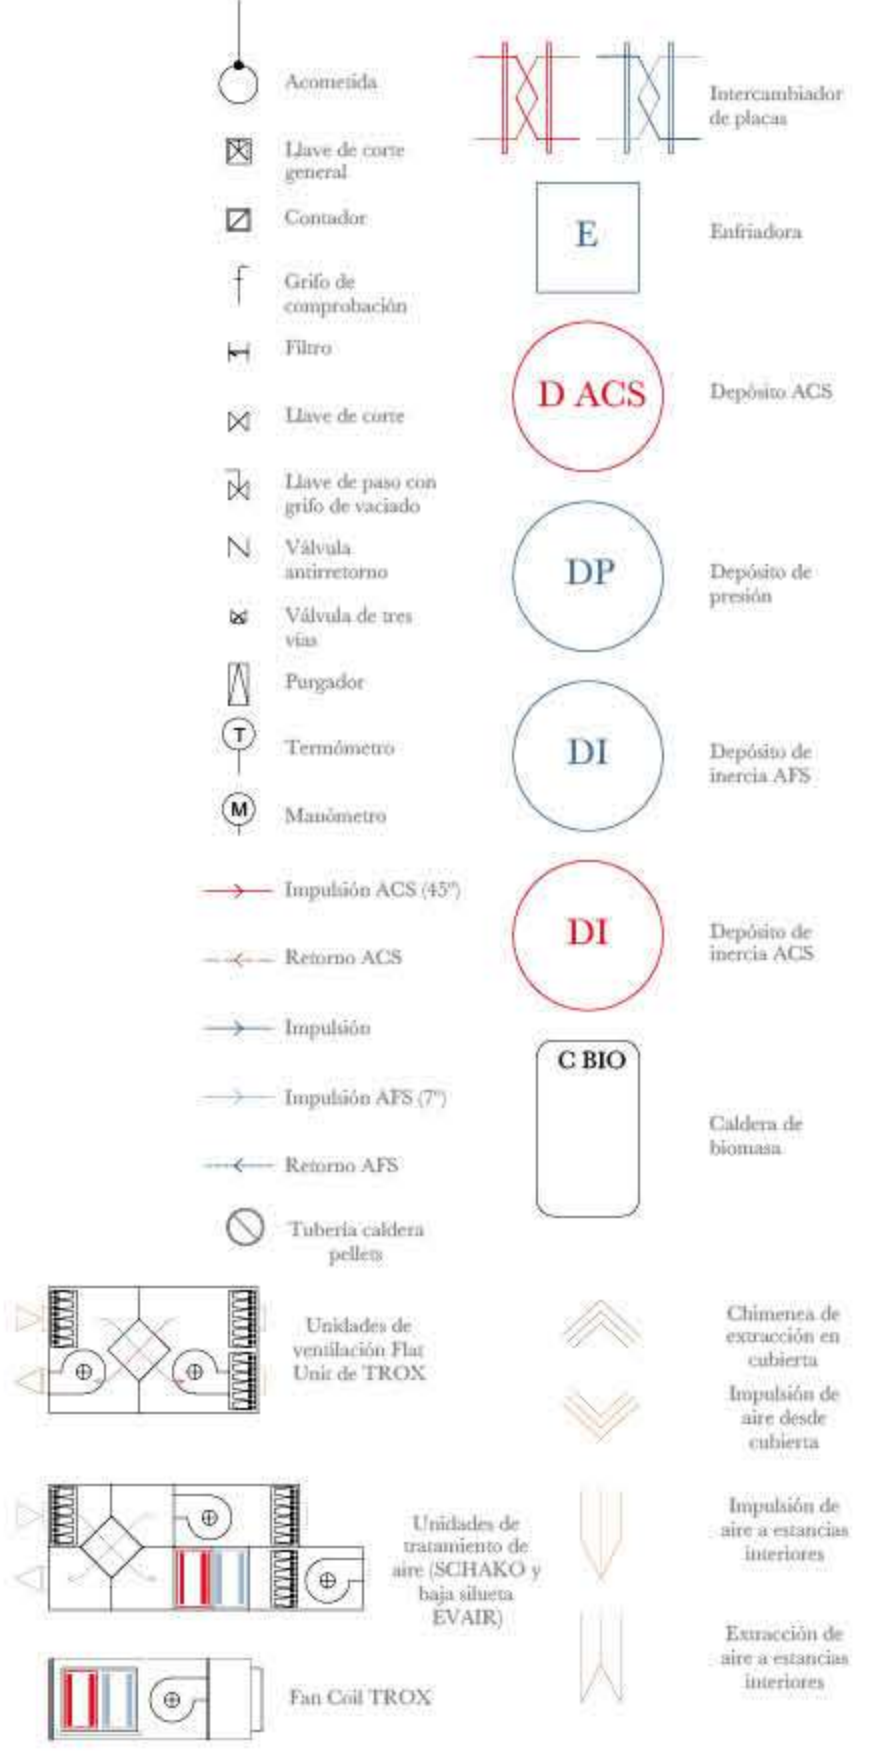 Acometida
Llave de corte
general
Contador
Grifo de
comprobación
Filtro
Llave de corte
Llave de paso con
grifo de vaciado
Válvula
antirretorno
Válvula de tres
vías
Purgador
T
Termómetro
M
Manómetro
Impulsión ACS (45º)
Retorno ACS
Impulsión
Impulsión AFS (7º)
Retorno AFS
Tubería caldera
pellets
Unidades de
ventilación Flat
Unit de TROX
Unidades de
tratamiento de
aire (SCHAKO y
baja silueta
EVAIR)
Fan Coil TROX
Intercambiador
de placas
E
Enfriadora
D ACS
Depósito ACS
DP
Depósito de
presión
DI
Depósito de
inercia AFS
DI
Depósito de
inercia ACS
C BIO
Caldera de
biomasa
Chimenea de
extracción en
cubierta
Impulsión de
aire desde
cubierta
Impulsión de
aire a estancias
interiores
Extracción de
aire a estancias
interiores